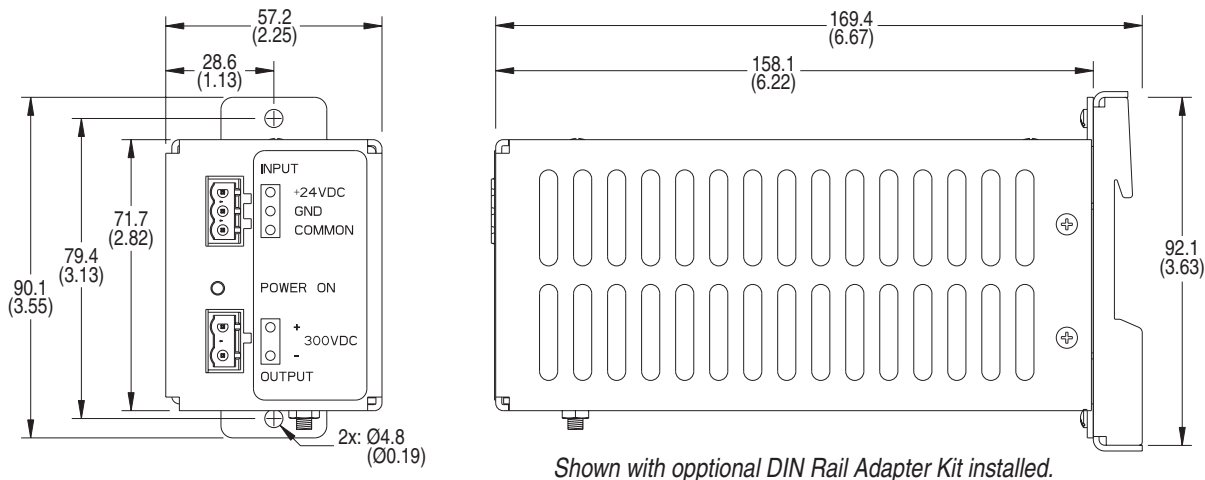 57.2
(2.25)
28.6
(1.13)
90.1
(3.55)
79.4
(3.13)
71.7
(2.82)
INPUT
+24VDC
GND
COMMON
POWER ON
+
300VDC
-
OUTPUT
2x: Ø4.8
(Ø0.19)
169.4
(6.67)
158.1
(6.22)
92.1
(3.63)
Shown with opptional DIN Rail Adapter Kit installed.